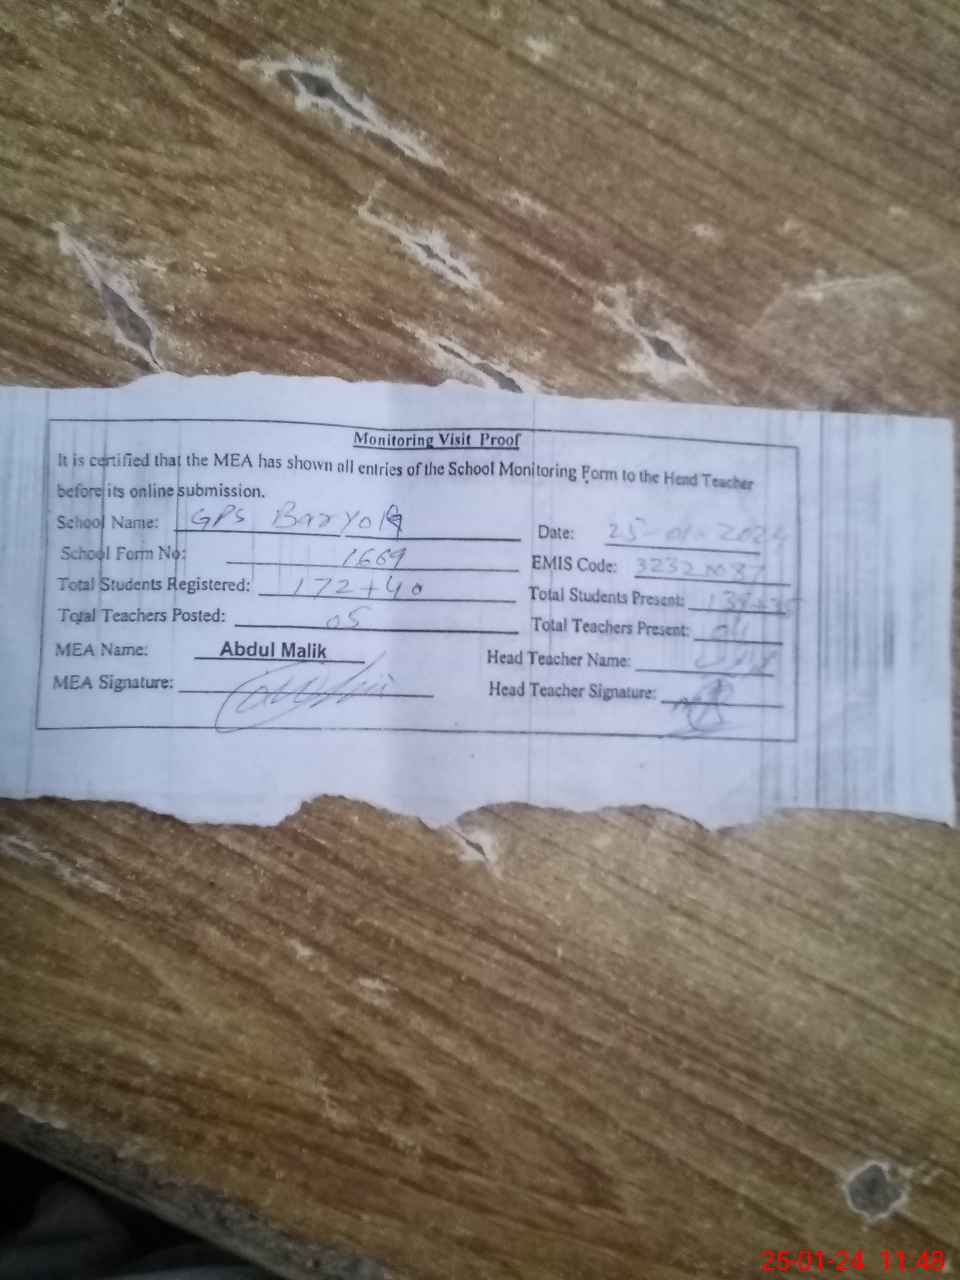 Monitoring Visit Proof
It is certified that the MEA has shown all entries of the School Monitoring Form to the Head Teacher
before its online submission.
School Name: GPS Date: 25-01-2024
School Form No: 1669 EMIS Code:
Total Students Registered: 172+40 Total Students Present:
Total Teachers Posted: 05 Total Teachers Present: 04
MEA Name: Abdul Malik Head Teacher Name:
MEA Signature: Head Teacher Signature:
25-01-24 11:48